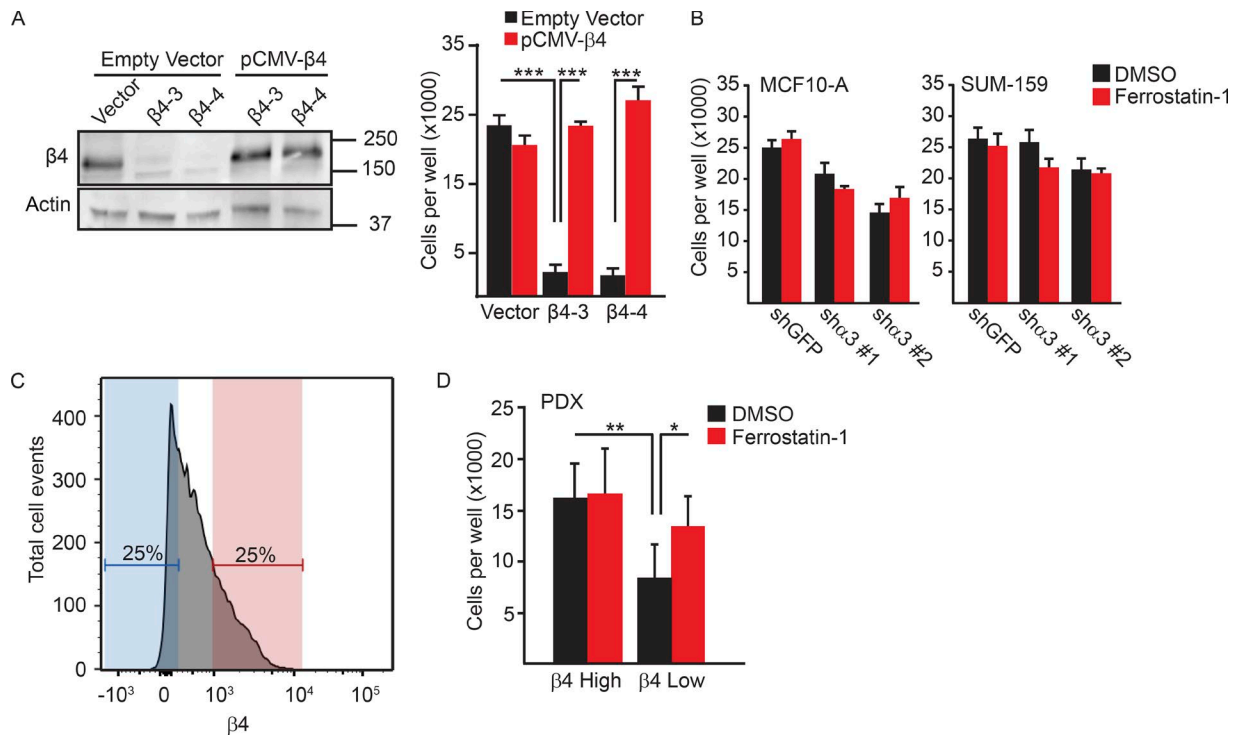 A
Empty Vector
pCMV-β4
Vector
β4-3
β4-4
β4-3
β4-4
β4
250
150
Actin
37
Empty Vector
pCMV-β4
Cells per well (x1000)
35
25
15
5
***
***
***
Vector
β4-3
β4-4
B
MCF10-A
Cells per well (x1000)
35
30
25
20
15
10
5
shGFP
shα3 #1
shα3 #2
SUM-159
35
30
25
20
15
10
5
shGFP
shα3 #1
shα3 #2
DMSO
Ferrostatin-1
C
Total cell events
400
300
200
100
0
25%
25%
-10³
0
10³
10⁴
10⁵
β4
D
PDX
Cells per well (x1000)
25
20
15
10
5
**
*
β4 High
β4 Low
DMSO
Ferrostatin-1